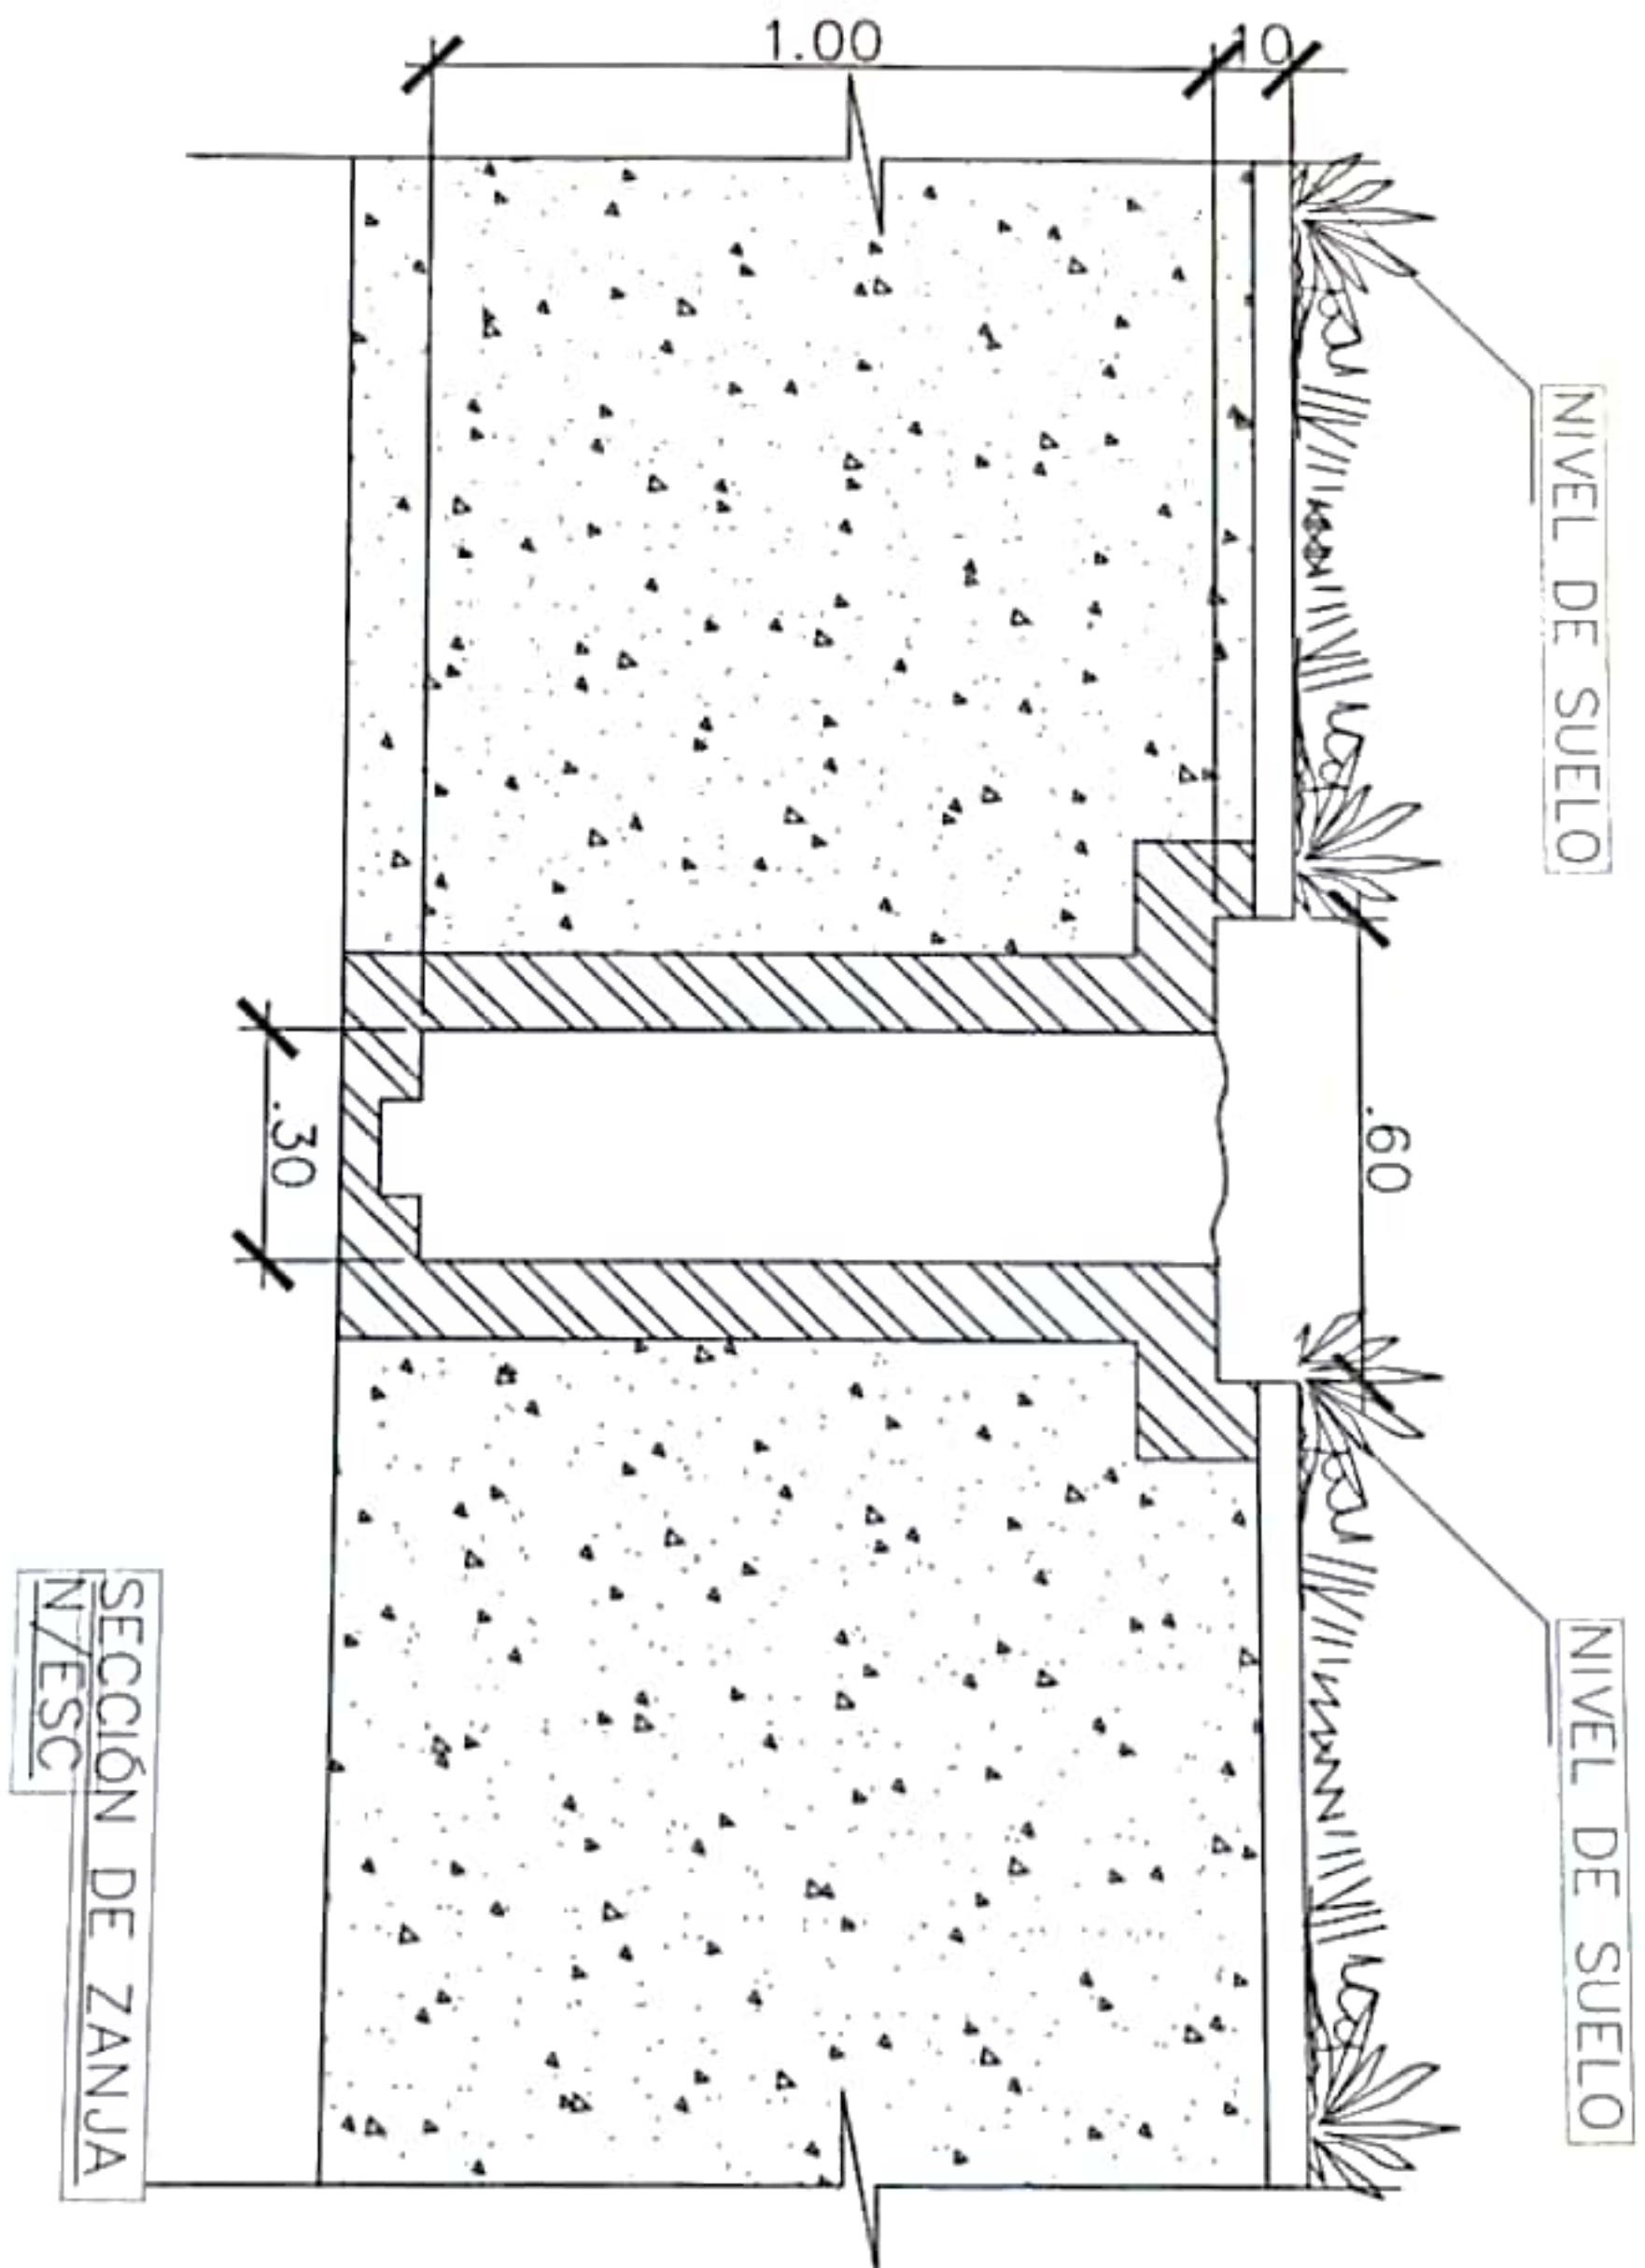 NIVEL DE SUELO
NIVEL DE SUELO
.60
10
1.00
.30
SECCIÓN DE ZANJA
N/ESC